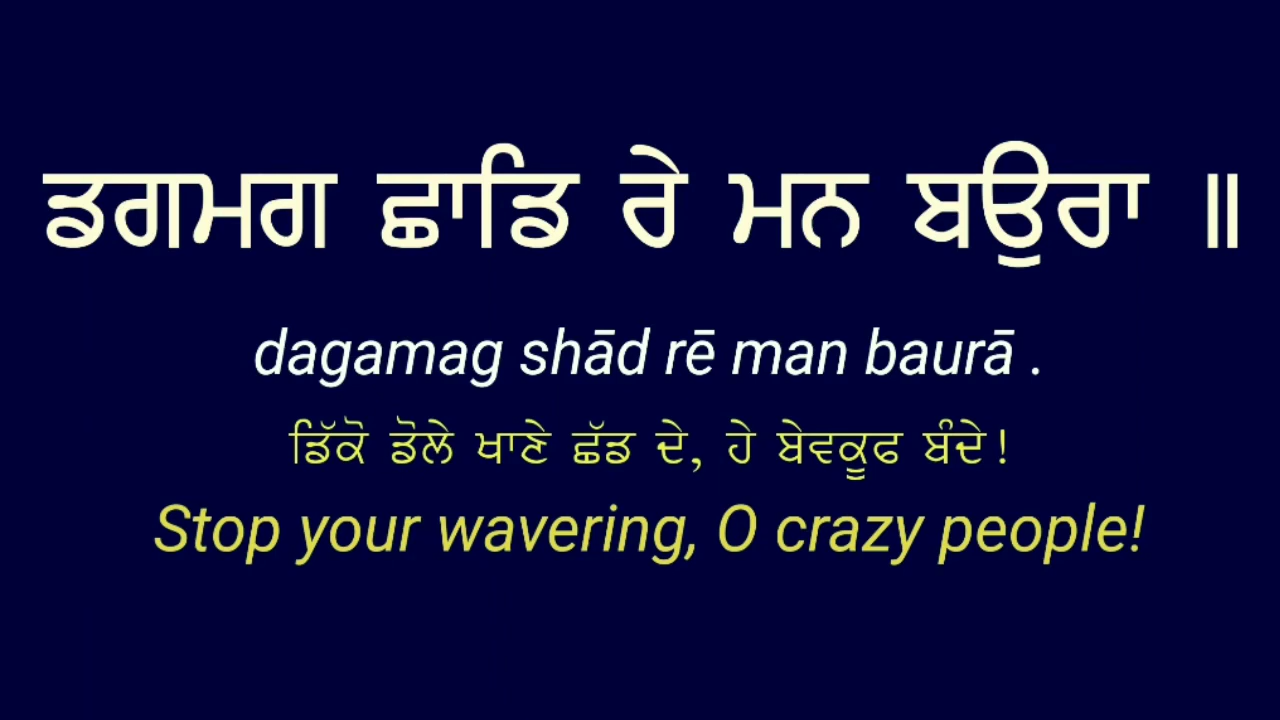 ਡਗਮਗ ਛਾਡਿ ਰੇ ਮਨ ਬਉਰਾ ॥
dagamag shād rē man baurā .
ਡਿੱਕੋ ਡੋਲੇ ਖਾਣੇ ਛੱਡ ਦੇ, ਹੇ ਬੇਵਕੂਫ ਬੰਦੇ!
Stop your wavering, O crazy people!